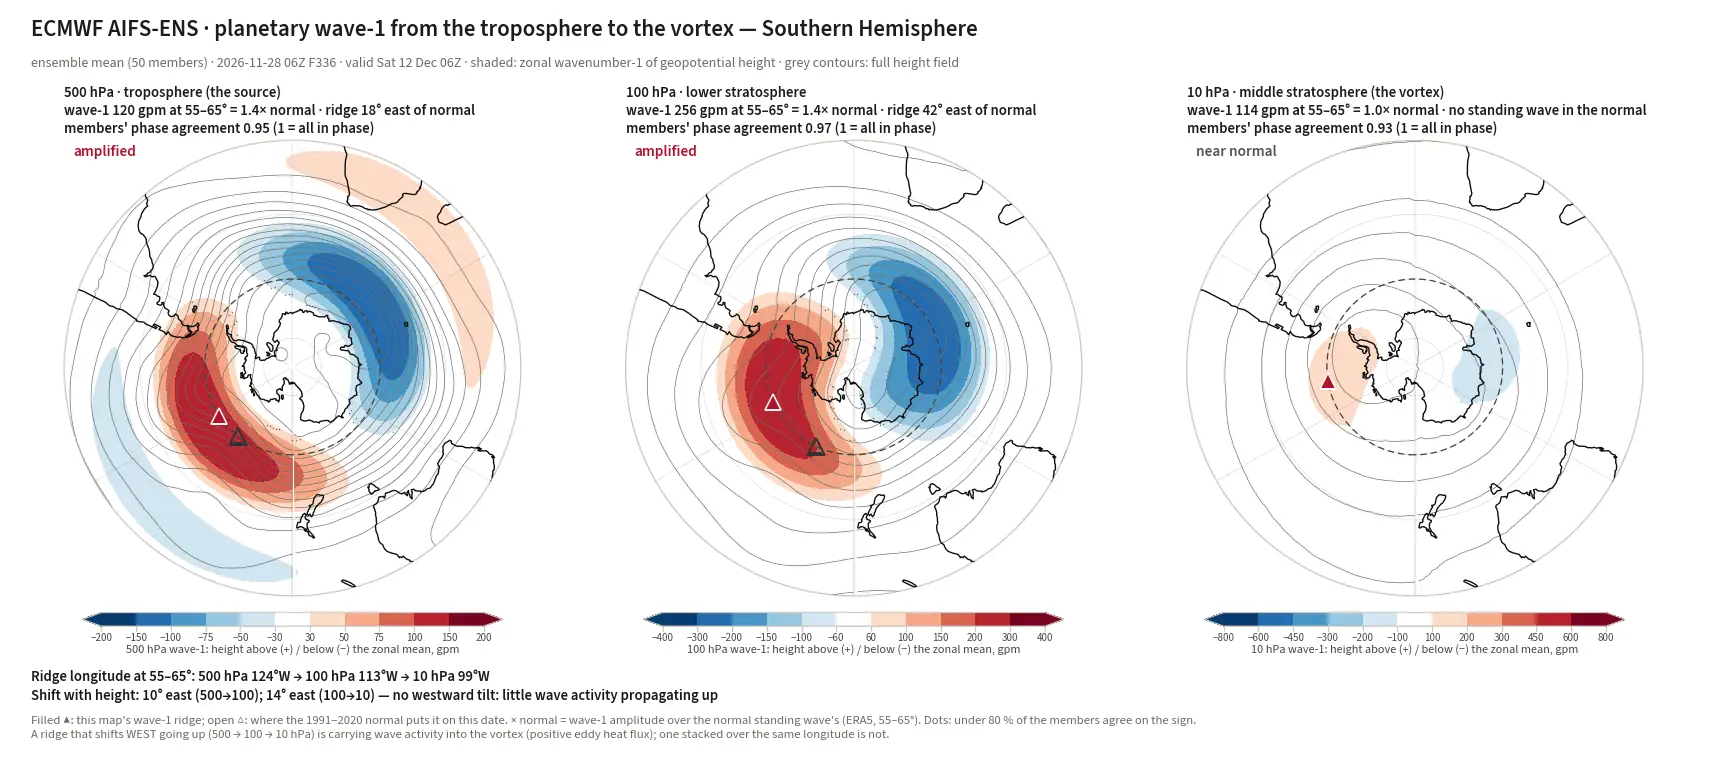 ECMWF AIFS-ENS · planetary wave-1 from the troposphere to the vortex — Southern Hemisphere
ensemble mean (50 members) · 2026-11-28 06Z F336 · valid Sat 12 Dec 06Z · shaded: zonal wavenumber-1 of geopotential height · grey contours: full height field
500 hPa · troposphere (the source)
wave-1 120 gpm at 55–65° = 1.4× normal · ridge 18° east of normal
members' phase agreement 0.95 (1 = all in phase)
amplified
100 hPa · lower stratosphere
wave-1 256 gpm at 55–65° = 1.4× normal · ridge 42° east of normal
members' phase agreement 0.97 (1 = all in phase)
amplified
10 hPa · middle stratosphere (the vortex)
wave-1 114 gpm at 55–65° = 1.0× normal · no standing wave in the normal
members' phase agreement 0.93 (1 = all in phase)
near normal
−200 −150 −100 −75 −50 −30 30 50 75 100 150 200
500 hPa wave-1: height above (+) / below (−) the zonal mean, gpm
−400 −300 −200 −150 −100 −60 60 100 150 200 300 400
100 hPa wave-1: height above (+) / below (−) the zonal mean, gpm
−800 −600 −450 −300 −200 −100 100 200 300 450 600 800
10 hPa wave-1: height above (+) / below (−) the zonal mean, gpm
Ridge longitude at 55–65°: 500 hPa 124°W → 100 hPa 113°W → 10 hPa 99°W
Shift with height: 10° east (500→100); 14° east (100→10) — no westward tilt: little wave activity propagating up
Filled ▲: this map's wave-1 ridge; open △: where the 1991–2020 normal puts it on this date. × normal = wave-1 amplitude over the normal standing wave's (ERA5, 55–65°). Dots: under 80 % of the members agree on the sign.
A ridge that shifts WEST going up (500 → 100 → 10 hPa) is carrying wave activity into the vortex (positive eddy heat flux); one stacked over the same longitude is not.